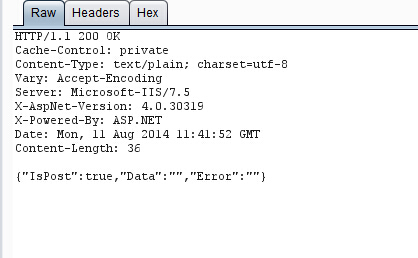 Raw Headers Hex
HTTP/1.1 200 OK
Cache-Control: private
Content-Type: text/plain; charset=utf-8
Vary: Accept-Encoding
Server: Microsoft-IIS/7.5
X-AspNet-Version: 4.0.30319
X-Powered-By: ASP.NET
Date: Mon, 11 Aug 2014 11:41:52 GMT
Content-Length: 36
{"IsPost":true,"Data":"","Error":""}